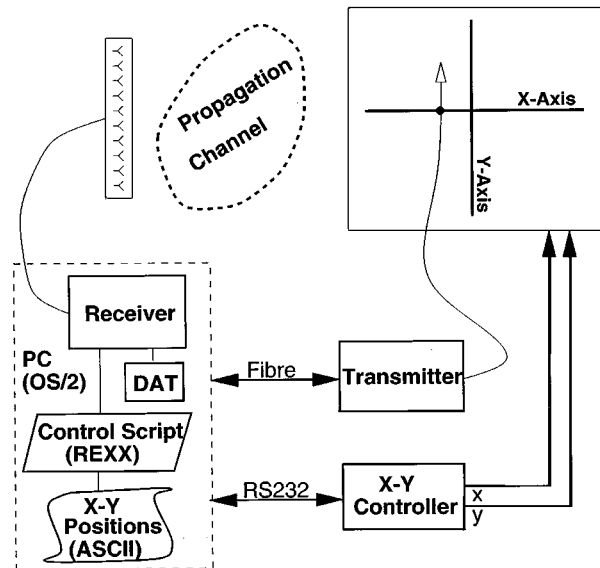 Propagation
Channel
X-Axis
Y-Axis
Receiver
PC
(OS/2)
DAT
Fibre
Transmitter
Control Script
(REXX)
X-Y
Positions
(ASCII)
RS232
X-Y
Controller
x
y